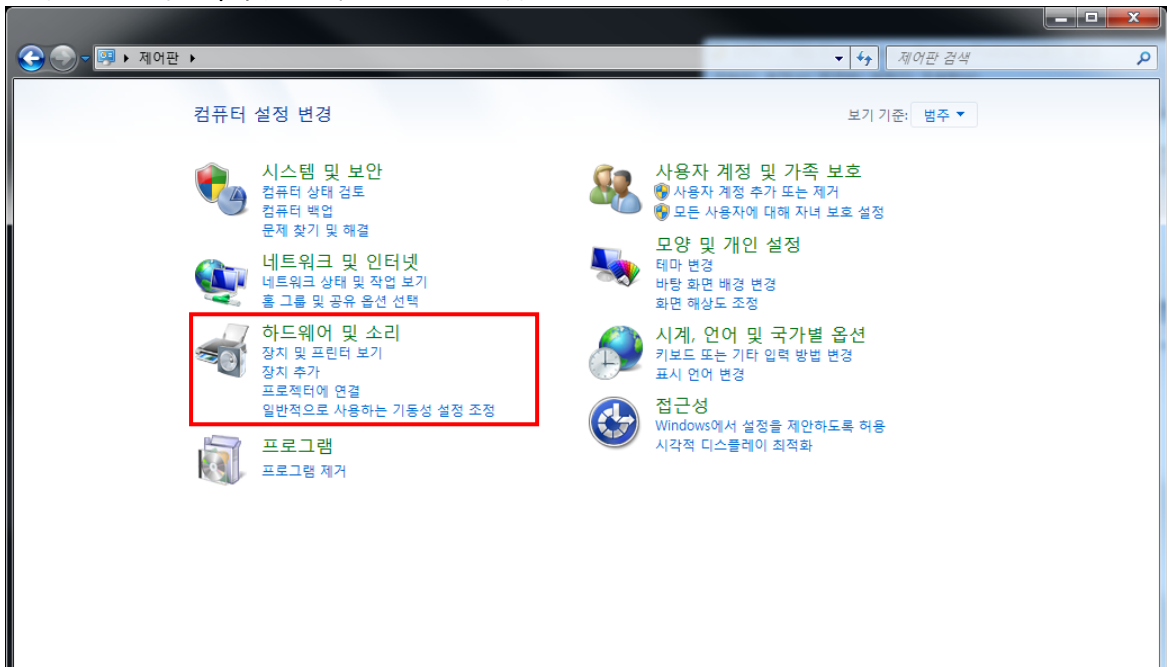 제어판
제어판 검색
컴퓨터 설정 변경
보기 기준: 범주
시스템 및 보안
컴퓨터 상태 검토
컴퓨터 백업
문제 찾기 및 해결
네트워크 및 인터넷
네트워크 상태 및 작업 보기
홈 그룹 및 공유 옵션 선택
하드웨어 및 소리
장치 및 프린터 보기
장치 추가
프로젝터에 연결
일반적으로 사용하는 기동성 설정 조정
프로그램
프로그램 제거
사용자 계정 및 가족 보호
사용자 계정 추가 또는 제거
모든 사용자에 대해 자녀 보호 설정
모양 및 개인 설정
테마 변경
바탕 화면 배경 변경
화면 해상도 조정
시계, 언어 및 국가별 옵션
키보드 또는 기타 입력 방법 변경
표시 언어 변경
접근성
Windows에서 설정을 제안하도록 허용
시각적 디스플레이 최적화